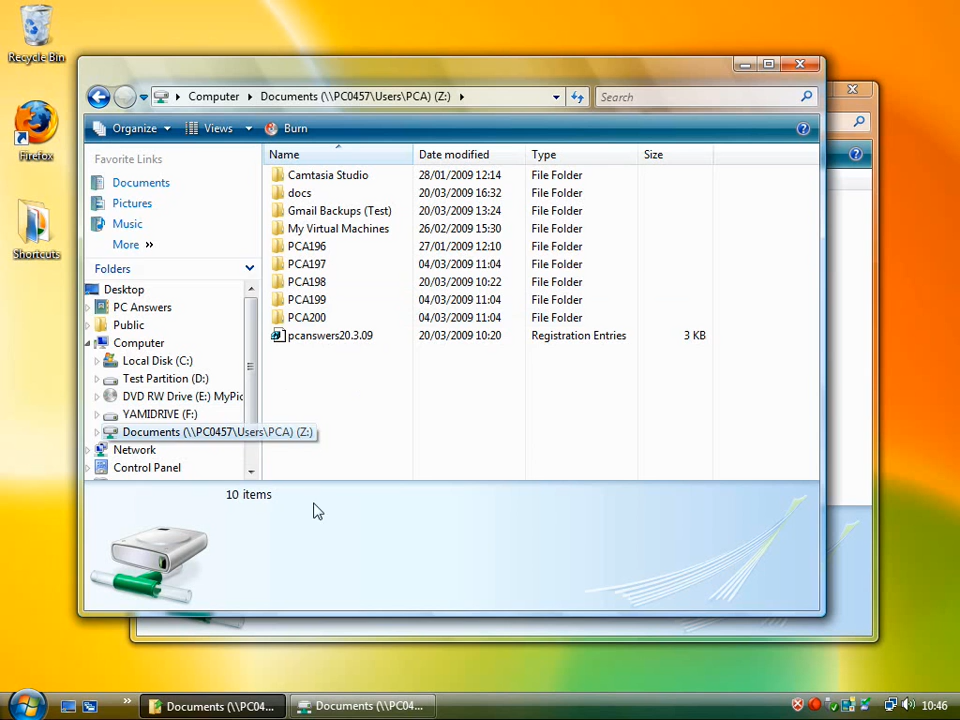 Recycle Bin
Firefox
Shortcuts
Computer Documents (\\PC0457\Users\PCA) (Z:)
Search
Organize Views Burn
Favorite Links
Documents
Pictures
Music
More »
Folders
Desktop
PC Answers
Public
Computer
Local Disk (C:)
Test Partition (D:)
DVD RW Drive (E:) MyPic
YAMIDRIVE (F:)
Documents (\\PC0457\Users\PCA) (Z:)
Network
Control Panel
Name Date modified Type Size
Camtasia Studio 28/01/2009 12:14 File Folder
docs 20/03/2009 16:32 File Folder
Gmail Backups (Test) 20/03/2009 13:24 File Folder
My Virtual Machines 26/02/2009 15:30 File Folder
PCA196 27/01/2009 12:10 File Folder
PCA197 04/03/2009 11:04 File Folder
PCA198 20/03/2009 10:22 File Folder
PCA199 04/03/2009 11:04 File Folder
PCA200 04/03/2009 11:04 File Folder
pcanswers20.3.09 20/03/2009 10:20 Registration Entries 3 KB
10 items
» Documents (\\PC04... Documents (\\PC04... 10:46